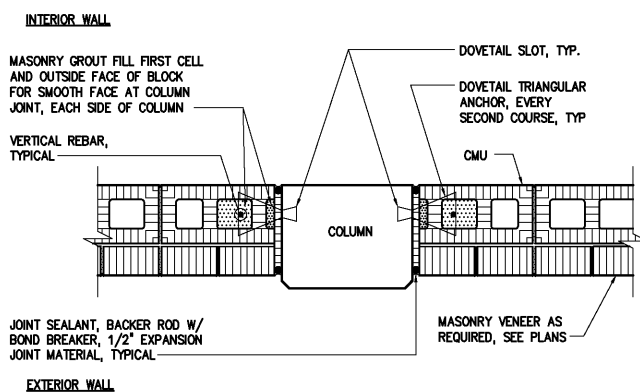 INTERIOR WALL
MASONRY GROUT FILL FIRST CELL
AND OUTSIDE FACE OF BLOCK
FOR SMOOTH FACE AT COLUMN
JOINT, EACH SIDE OF COLUMN
VERTICAL REBAR,
TYPICAL
DOVETAIL SLOT, TYP.
DOVETAIL TRIANGULAR
ANCHOR, EVERY
SECOND COURSE, TYP
CMU
COLUMN
JOINT SEALANT, BACKER ROD W/
BOND BREAKER, 1/2" EXPANSION
JOINT MATERIAL, TYPICAL
MASONRY VENEER AS
REQUIRED, SEE PLANS
EXTERIOR WALL